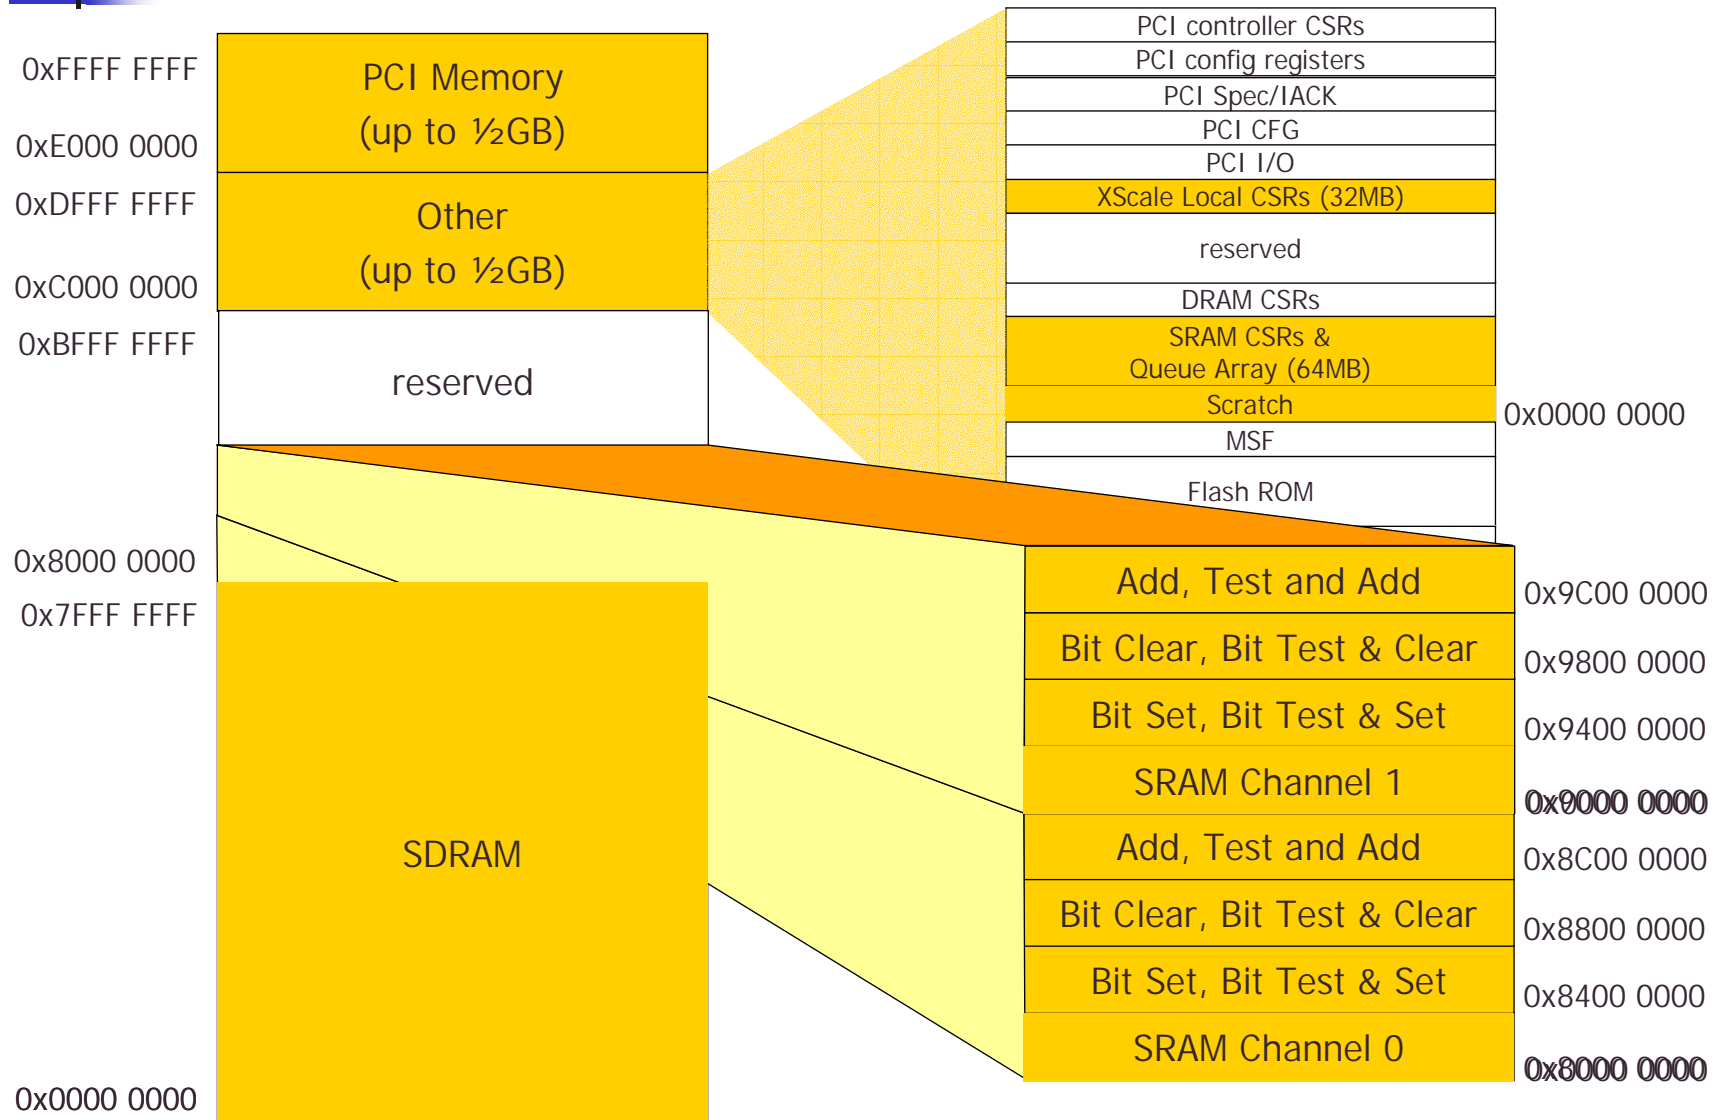 0xFFFF FFFF
0xE000 0000
0xDFFF FFFF
0xC000 0000
0xBFFF FFFF
0x8000 0000
0x7FFF FFFF
0x0000 0000
PCI Memory
(up to ½GB)
Other
(up to ½GB)
reserved
SDRAM
PCI controller CSRs
PCI config registers
PCI Spec/IACK
PCI CFG
PCI I/O
XScale Local CSRs (32MB)
reserved
DRAM CSRs
SRAM CSRs &
Queue Array (64MB)
Scratch
0x0000 0000
MSF
Flash ROM
Add, Test and Add
0x9C00 0000
Bit Clear, Bit Test & Clear
0x9800 0000
Bit Set, Bit Test & Set
0x9400 0000
SRAM Channel 1
Add, Test and Add
0x8C00 0000
Bit Clear, Bit Test & Clear
0x8800 0000
Bit Set, Bit Test & Set
0x8400 0000
SRAM Channel 0